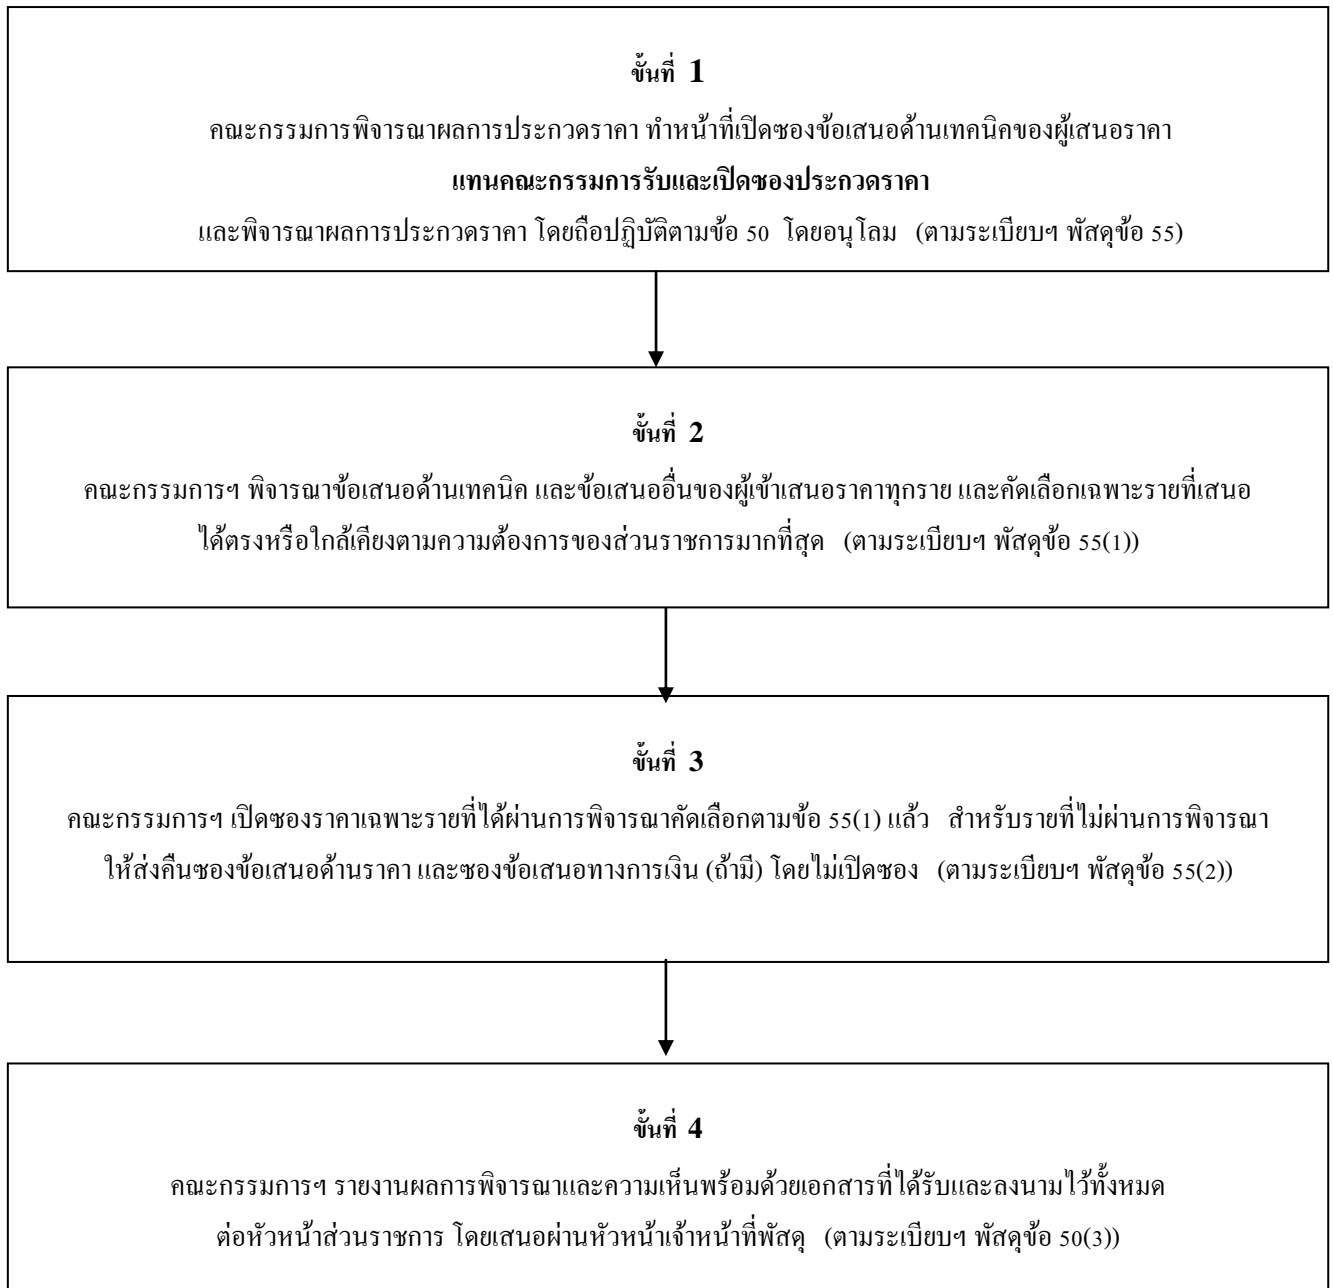 ขั้นที่ 1
คณะกรรมการพิจารณาผลการประกวดราคา ทำหน้าที่เปิดซองข้อเสนอด้านเทคนิคของผู้เสนอราคา
แทนคณะกรรมการรับและเปิดซองประกวดราคา
และพิจารณาผลการประกวดราคา โดยถือปฏิบัติตามข้อ 50 โดยอนุโลม (ตามระเบียบฯ พัสดุข้อ 55)
ขั้นที่ 2
คณะกรรมการฯ พิจารณาข้อเสนอด้านเทคนิค และข้อเสนออื่นของผู้เข้าเสนอราคาทุกราย และคัดเลือกเฉพาะรายที่เสนอ
ได้ตรงหรือใกล้เคียงตามความต้องการของส่วนราชการมากที่สุด (ตามระเบียบฯ พัสดุข้อ 55(1))
ขั้นที่ 3
คณะกรรมการฯ เปิดซองราคาเฉพาะรายที่ได้ผ่านการพิจารณาคัดเลือกตามข้อ 55(1) แล้ว สำหรับรายที่ไม่ผ่านการพิจารณา
ให้ส่งคืนซองข้อเสนอด้านราคา และซองข้อเสนอทางการเงิน (ถ้ามี) โดยไม่เปิดซอง (ตามระเบียบฯ พัสดุข้อ 55(2))
ขั้นที่ 4
คณะกรรมการฯ รายงานผลการพิจารณาและความเห็นพร้อมด้วยเอกสารที่ได้รับและลงนามไว้ทั้งหมด
ต่อหัวหน้าส่วนราชการ โดยเสนอผ่านหัวหน้าเจ้าหน้าที่พัสดุ (ตามระเบียบฯ พัสดุข้อ 50(3))